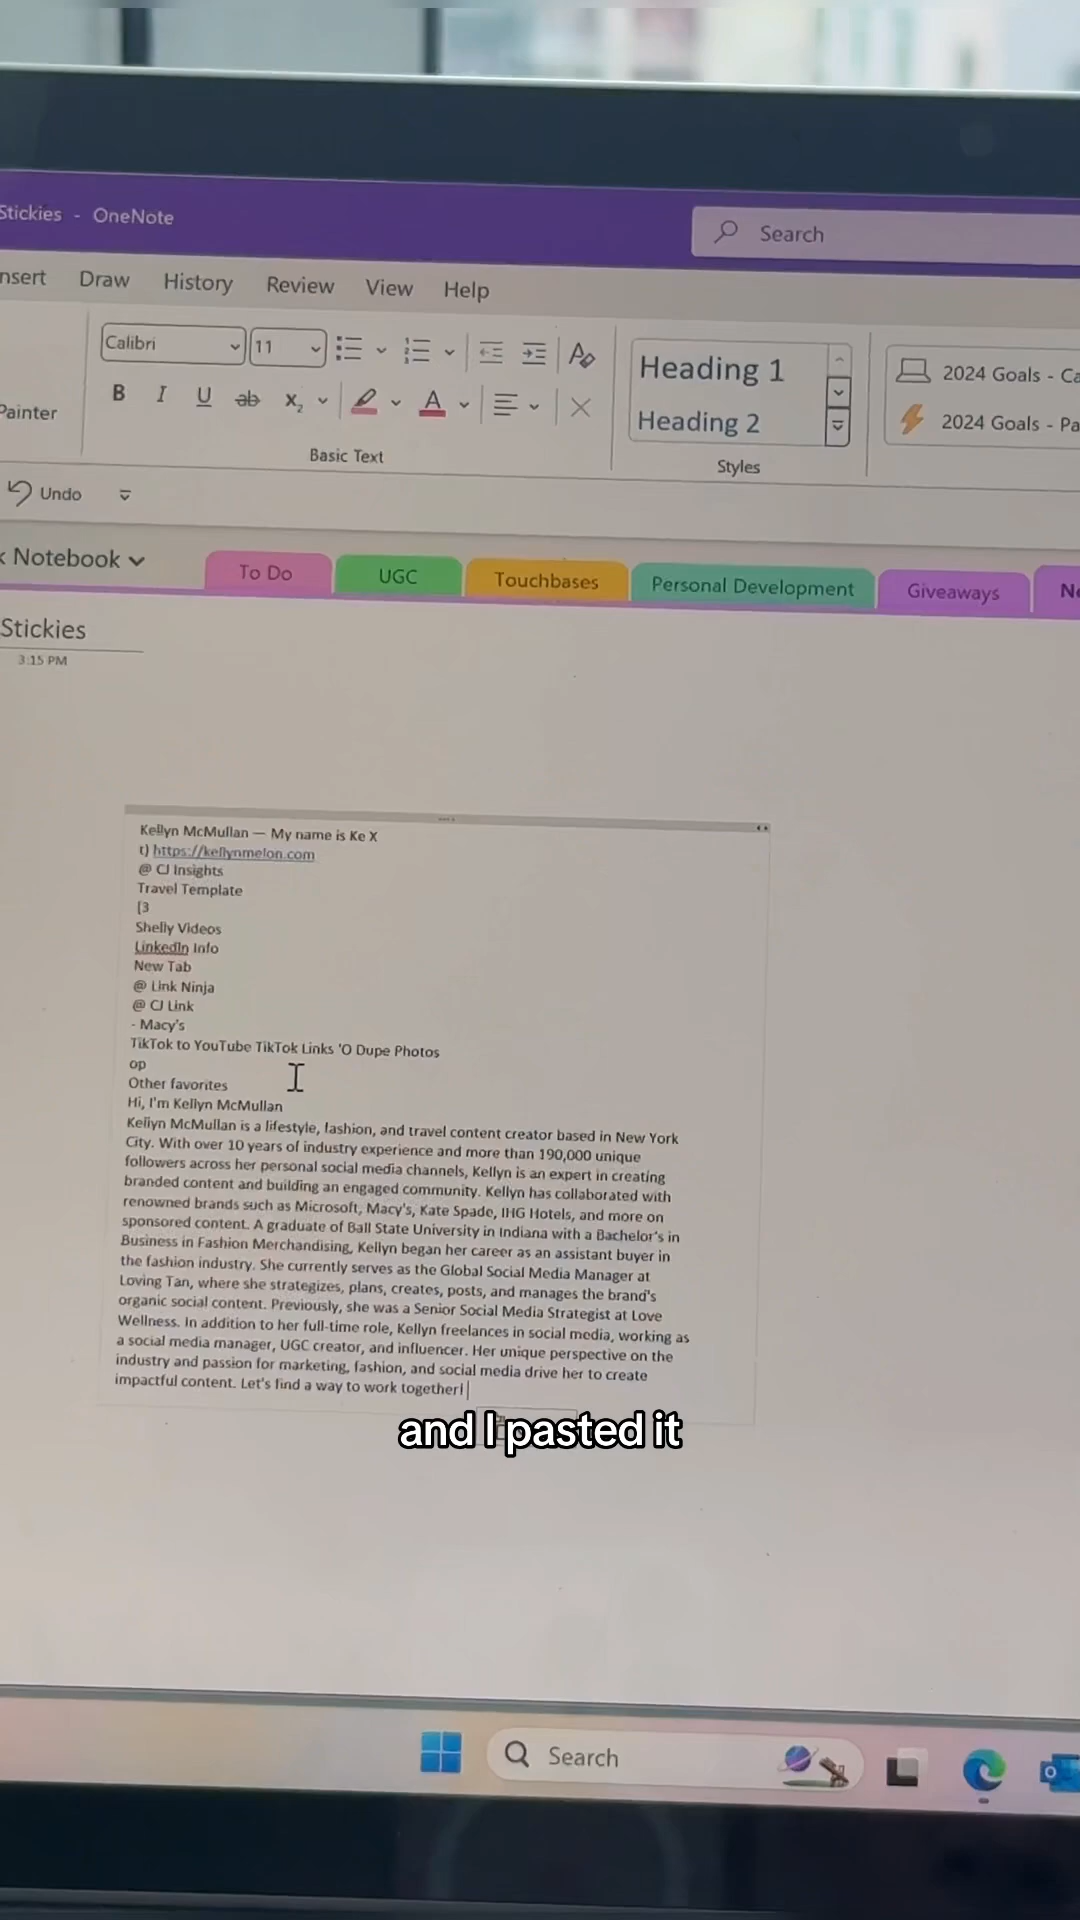 Stickies - OneNote
Search
nsert Draw History Review View Help
Calibri 11
Heading 1
2024 Goals - Ca
Painter
B I U ab x₂ A
Heading 2
2024 Goals - Pa
Basic Text
Styles
Undo
Notebook
To Do UGC Touchbases Personal Development Giveaways
Stickies
3:15 PM
Kellyn McMullan — My name is Ke X
t) https://kellynmelon.com
@ CJ Insights
Travel Template
[3
Shelly Videos
LinkedIn Info
New Tab
@ Link Ninja
@ CJ Link
- Macy's
TikTok to YouTube TikTok Links 'O Dupe Photos
op
Other favorites
Hi, I'm Kellyn McMullan
Kellyn McMullan is a lifestyle, fashion, and travel content creator based in New York
City. With over 10 years of industry experience and more than 190,000 unique
followers across her personal social media channels, Kellyn is an expert in creating
branded content and building an engaged community. Kellyn has collaborated with
renowned brands such as Microsoft, Macy's, Kate Spade, IHG Hotels, and more on
sponsored content. A graduate of Ball State University in Indiana with a Bachelor's in
Business in Fashion Merchandising, Kellyn began her career as an assistant buyer in
the fashion industry. She currently serves as the Global Social Media Manager at
Loving Tan, where she strategizes, plans, creates, posts, and manages the brand's
organic social content. Previously, she was a Senior Social Media Strategist at Love
Wellness. In addition to her full-time role, Kellyn freelances in social media, working as
a social media manager, UGC creator, and influencer. Her unique perspective on the
industry and passion for marketing, fashion, and social media drive her to create
impactful content. Let's find a way to work together!
and I pasted it
Search